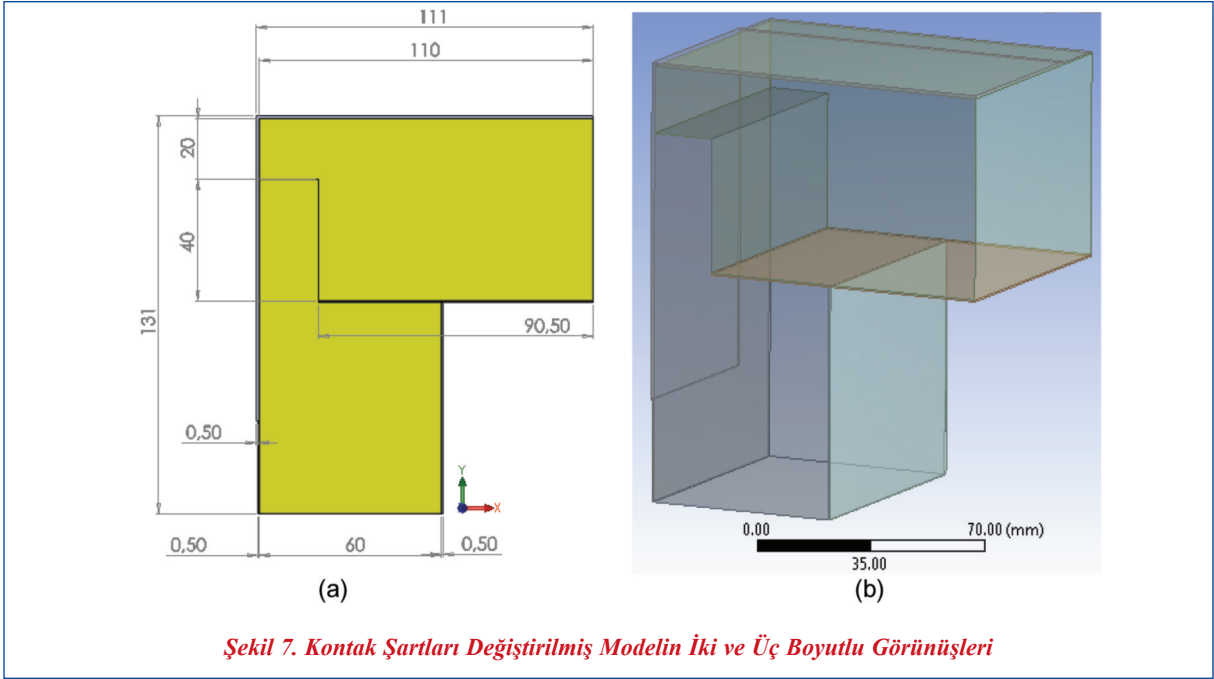 111
110
20
40
131
90,50
0,50
Y
X
0,50
60
0,50
(a)
0.00
70.00 (mm)
35.00
(b)
Şekil 7. Kontak Şartları Değiştirilmiş Modelin İki ve Üç Boyutlu Görünüşleri